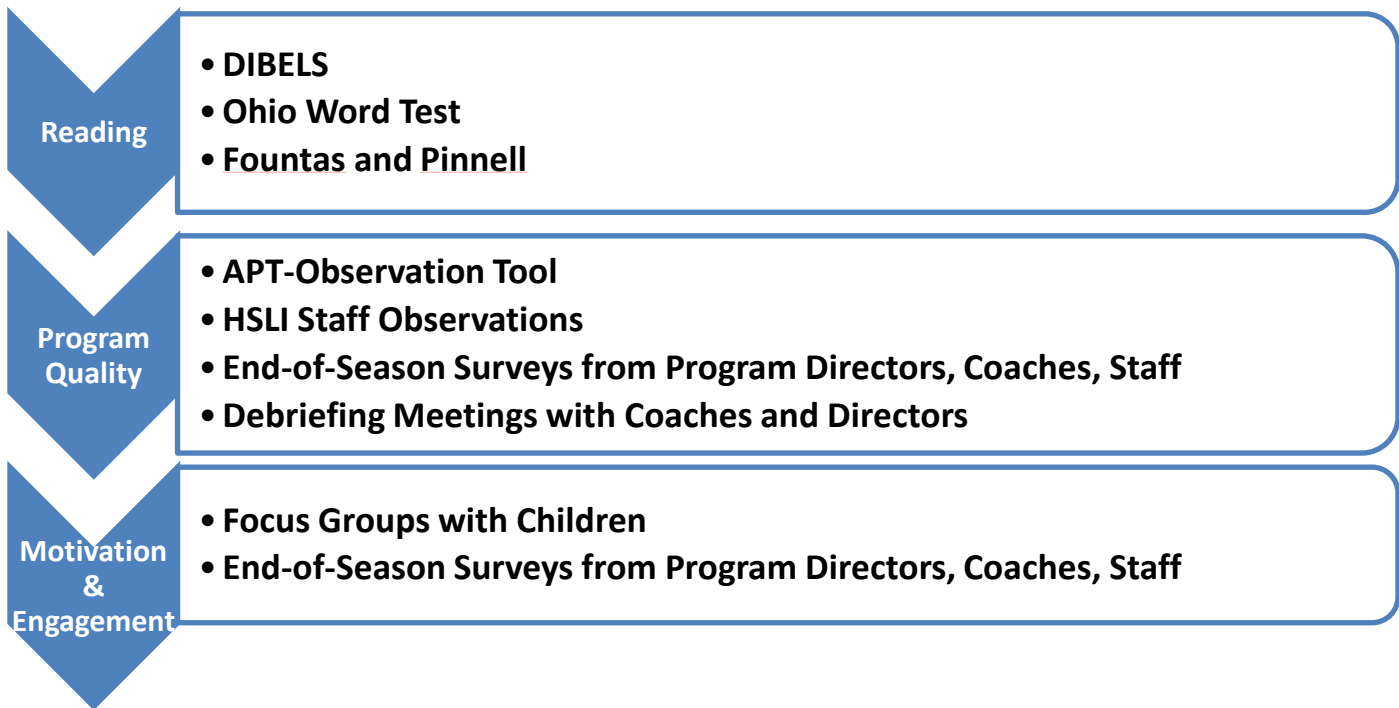 Reading
• DIBELS
• Ohio Word Test
• Fountas and Pinnell
Program
Quality
• APT-Observation Tool
• HSLI Staff Observations
• End-of-Season Surveys from Program Directors, Coaches, Staff
• Debriefing Meetings with Coaches and Directors
Motivation
&
Engagement
• Focus Groups with Children
• End-of-Season Surveys from Program Directors, Coaches, Staff